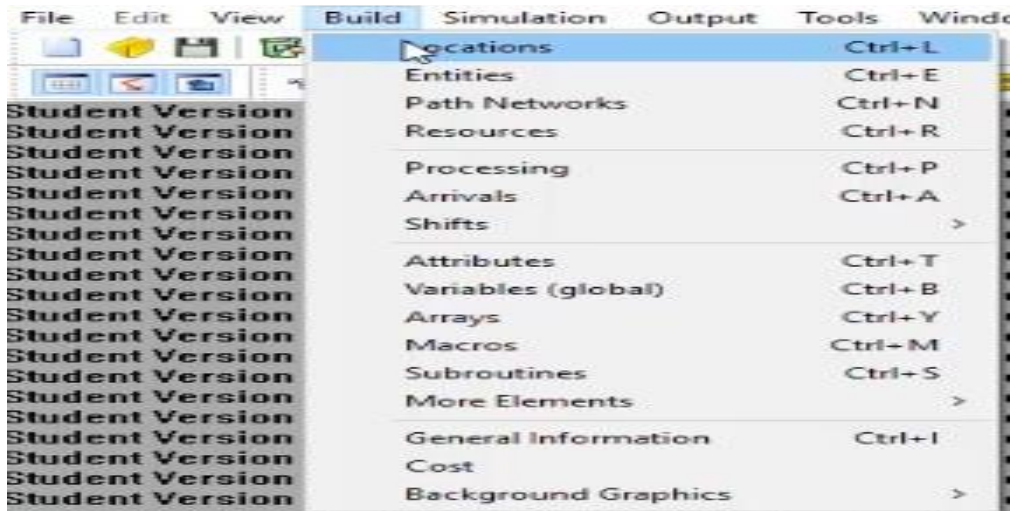 File Edit View Build Simulation Output Tools
Locations Ctrl+L
Entities Ctrl+E
Student Version Path Networks Ctrl+N
Student Version Resources Ctrl+R
Student Version
Student Version Processing Ctrl+P
Student Version Arrivals Ctrl+A
Student Version Shifts >
Student Version
Student Version Attributes Ctrl+T
Student Version Variables (global) Ctrl+B
Student Version Arrays Ctrl+Y
Student Version Macros Ctrl+M
Student Version
Student Version Subroutines Ctrl+S
Student Version More Elements >
Student Version
Student Version General Information Ctrl+I
Student Version Cost
Student Version
Student Version Background Graphics >
Student Version